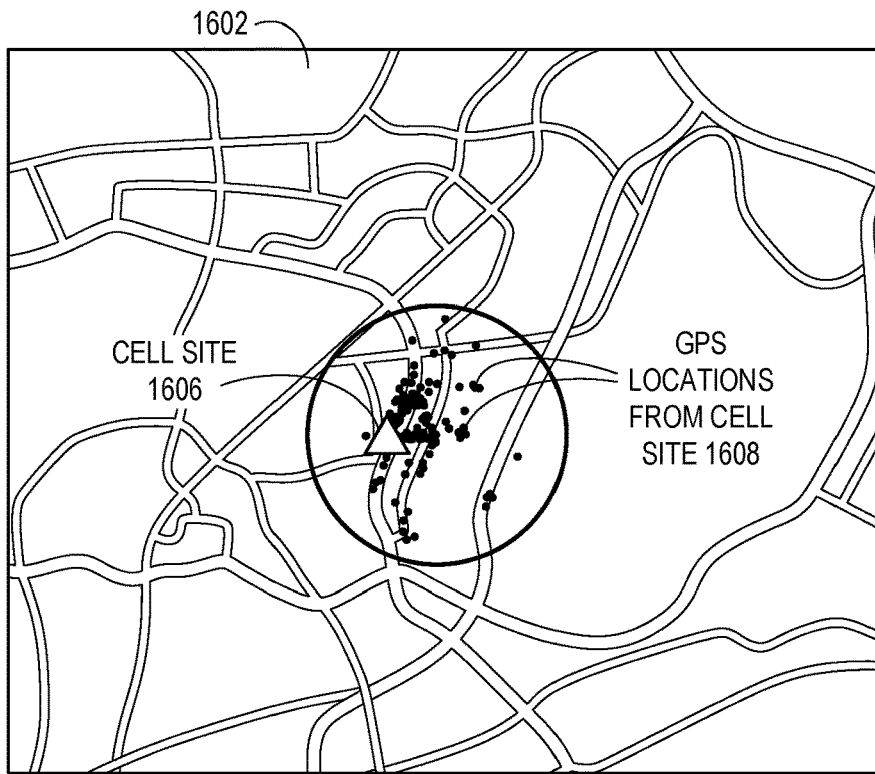 1602
CELL SITE
1606
GPS
LOCATIONS
FROM CELL
SITE 1608